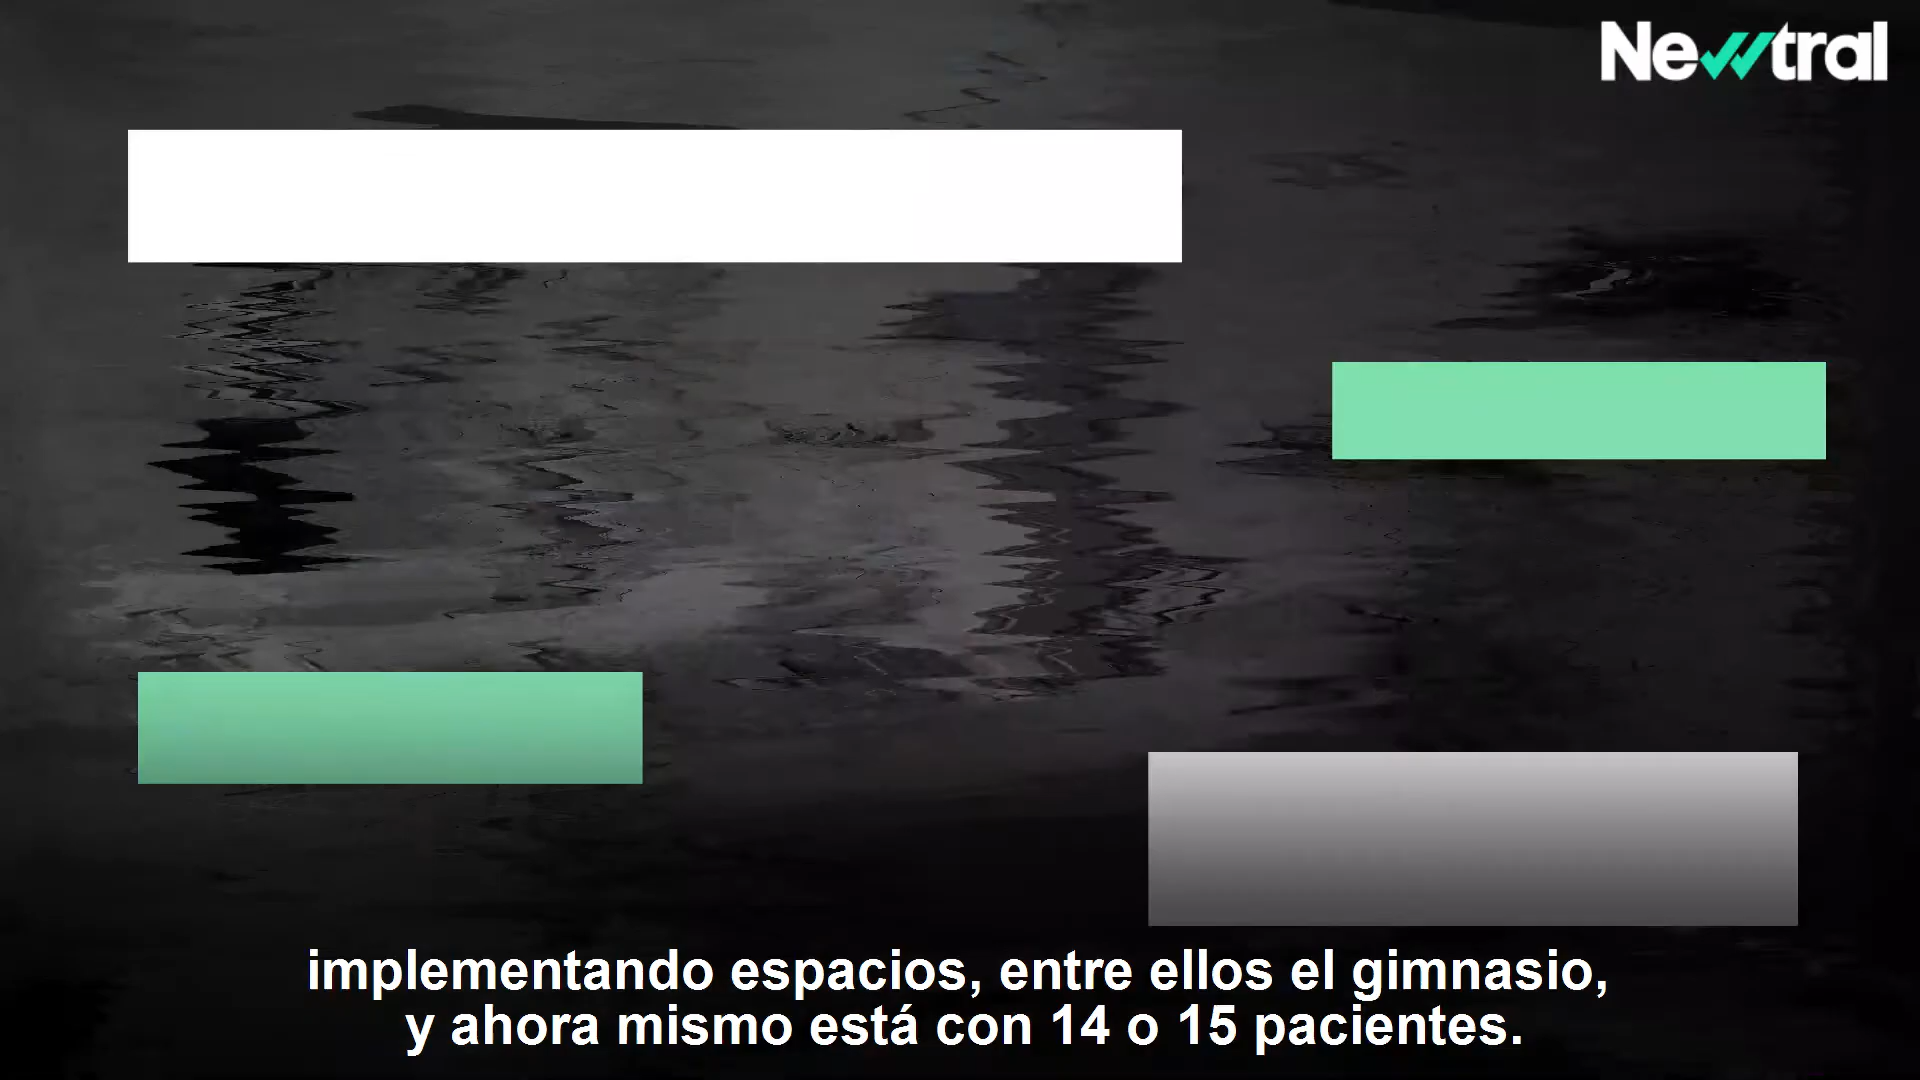 Newtral
implementando espacios, entre ellos el gimnasio,
y ahora mismo está con 14 o 15 pacientes.